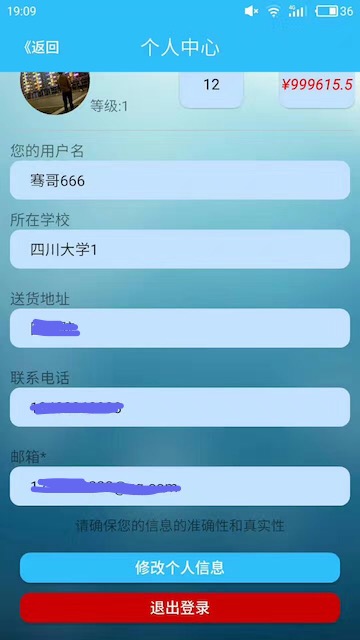 19:09
4G
36
《返回
个人中心
12
¥999615.5
等级:1
您的用户名
骞哥666
所在学校
四川大学1
送货地址
联系电话
邮箱*
请确保您的信息的准确性和真实性
修改个人信息
退出登录